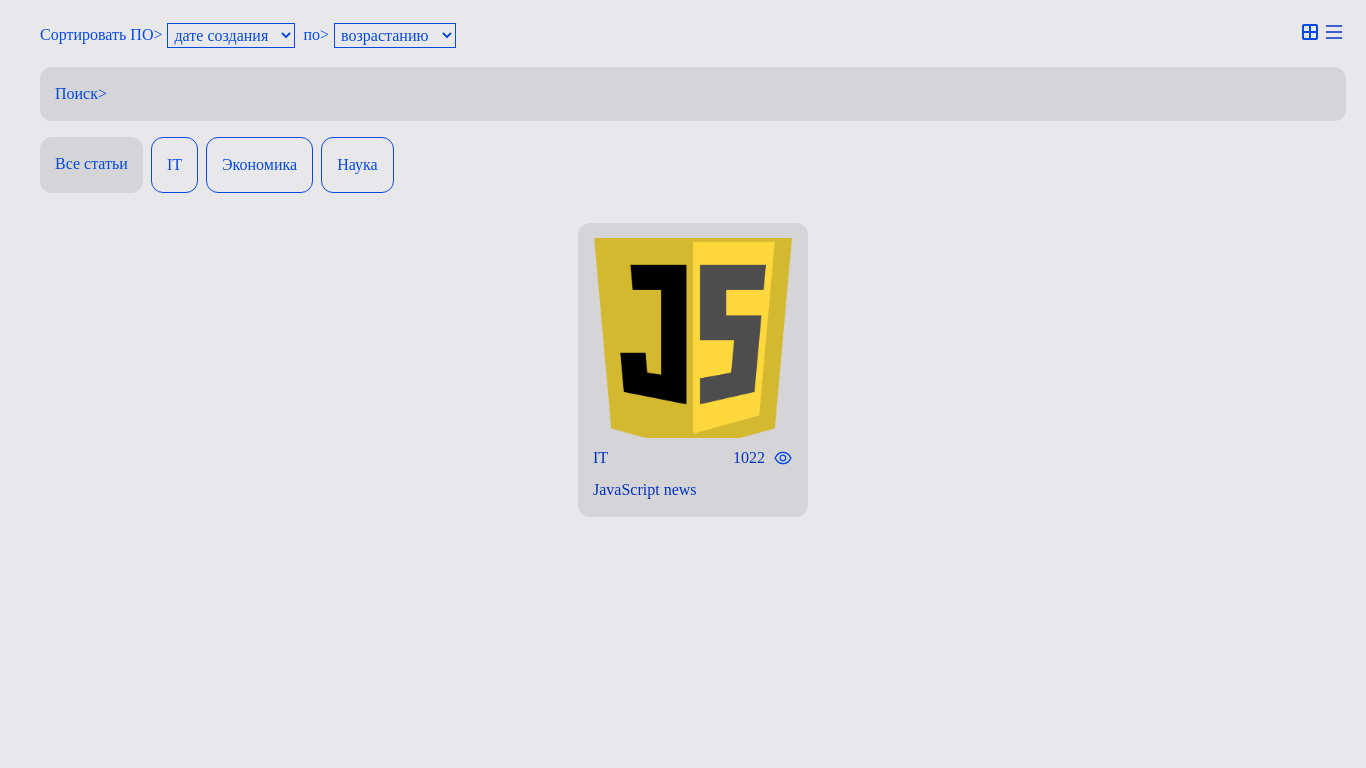 Сортировать ПО> дате создания по> возрастанию
Поиск>
Все статьи IT Экономика Наука
JS
IT 1022
JavaScript news